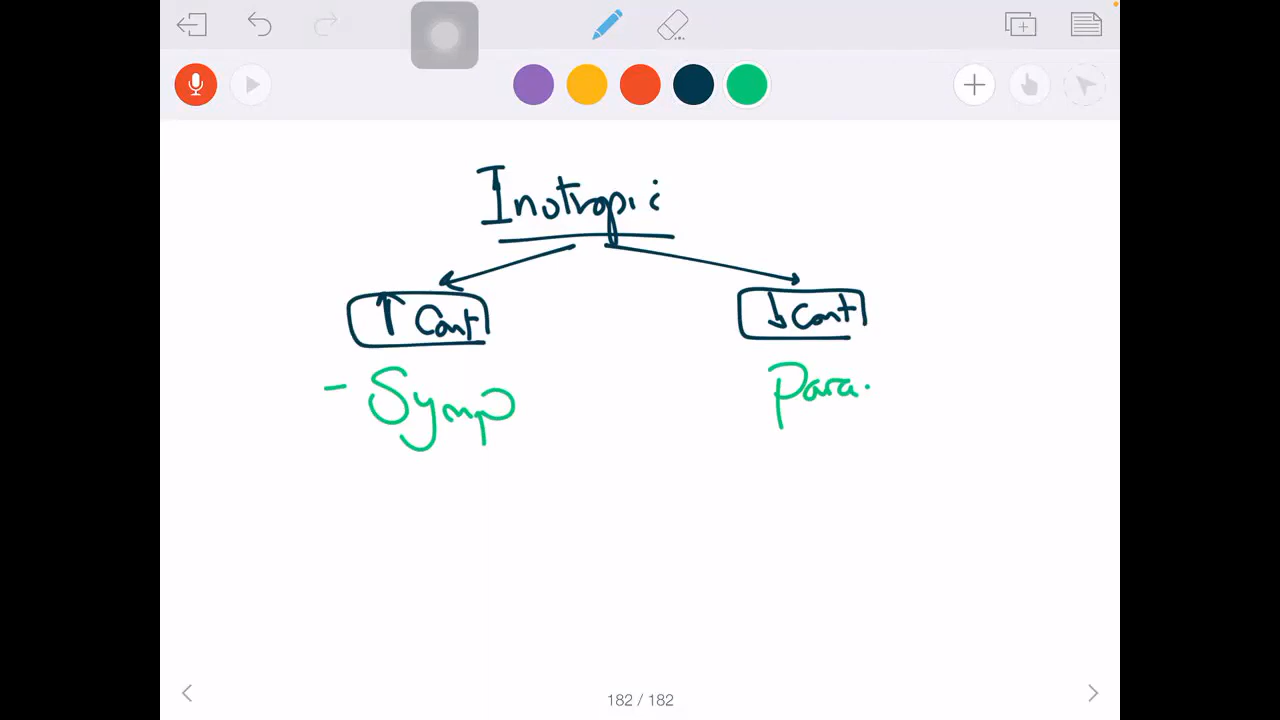 Inotropic
↑ Cont
↓ Cont
- Symp
Para.
182 / 182